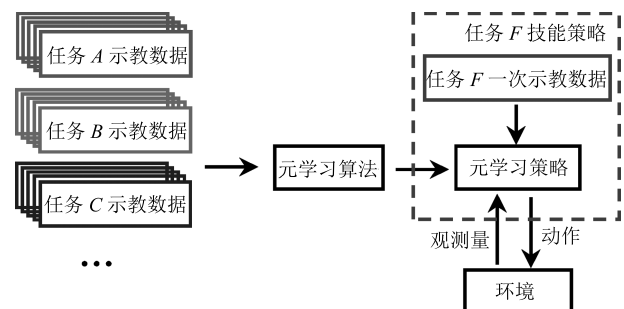 任务 A 示教数据
任务 B 示教数据
任务 C 示教数据
…
元学习算法
任务 F 技能策略
任务 F 一次示教数据
元学习策略
观测量
动作
环境